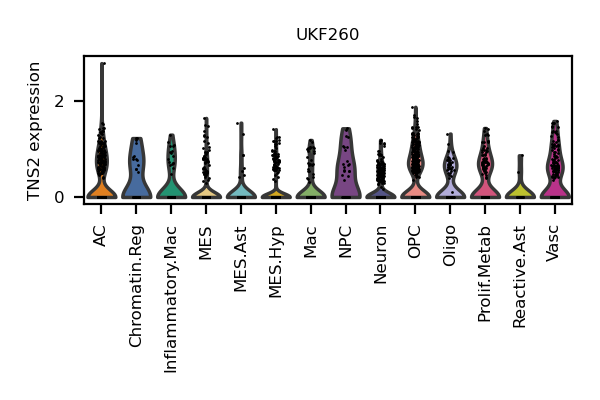 UKF260
TNS2 expression
2
0
AC
Chromatin.Reg
Inflammatory.Mac
MES
MES.Ast
MES.Hyp
Mac
NPC
Neuron
OPC
Oligo
Prolif.Metab
Reactive.Ast
Vasc